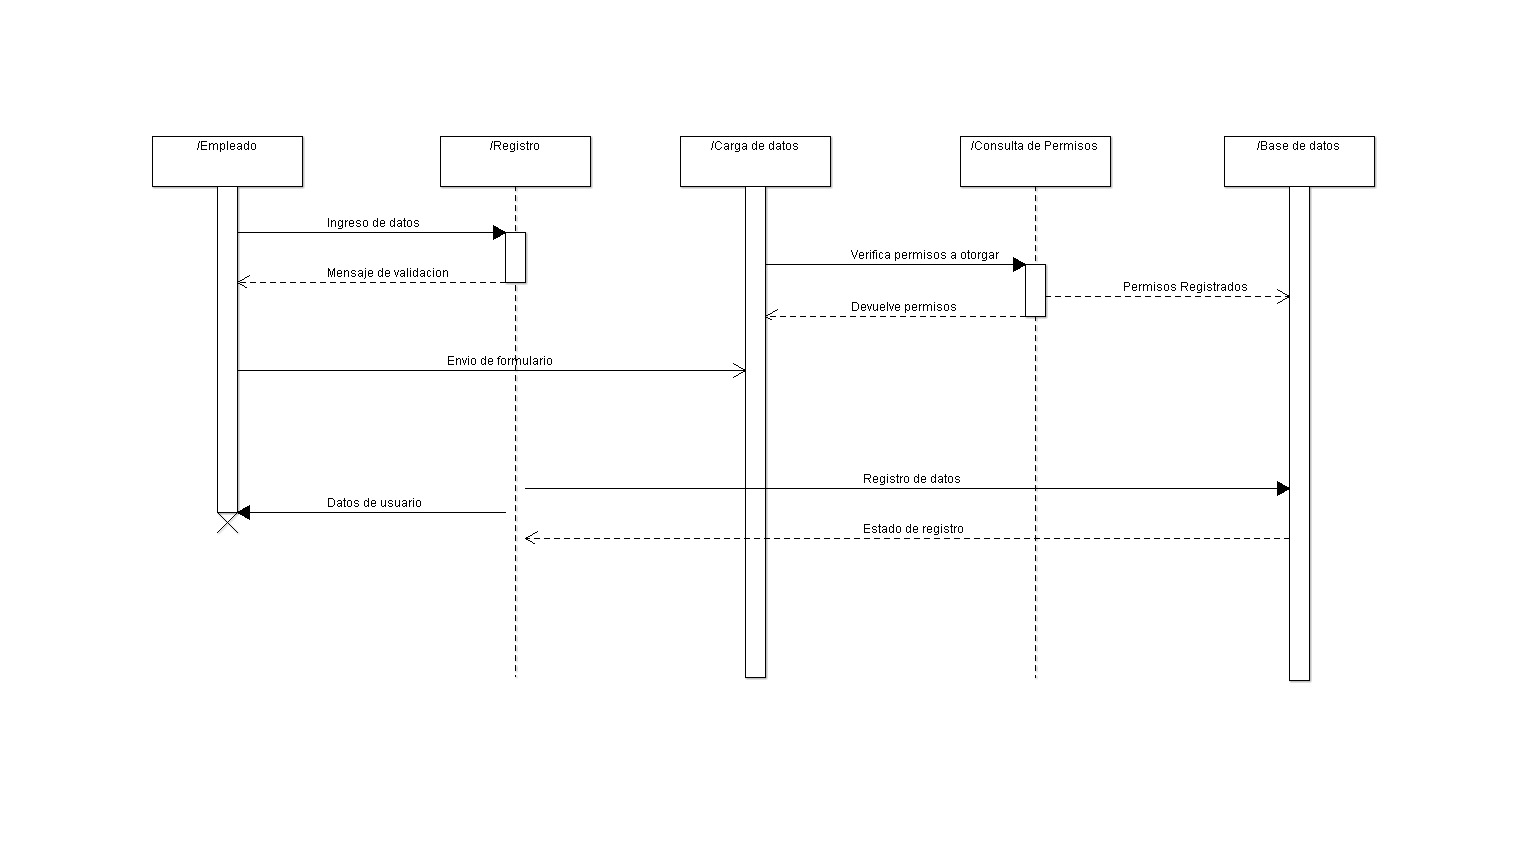 /Empleado
/Registro
/Carga de datos
/Consulta de Permisos
/Base de datos
Ingreso de datos
Verifica permisos a otorgar
Mensaje de validacion
Permisos Registrados
Devuelve permisos
Envio de formulario
Registro de datos
Datos de usuario
Estado de registro